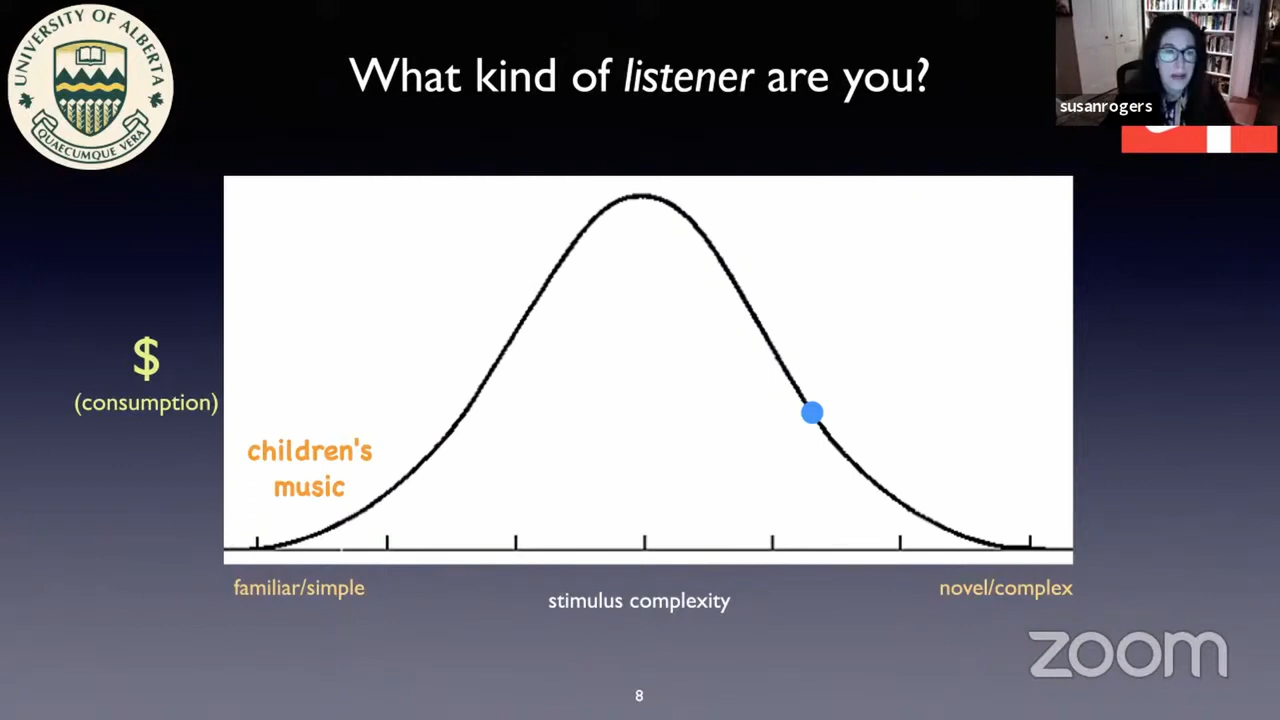 UNIVERSITY OF ALBERTA
QUAECUMQUE VERA
What kind of listener are you?
susanrogers
$
(consumption)
children's
music
familiar/simple
stimulus complexity
novel/complex
zoom
8